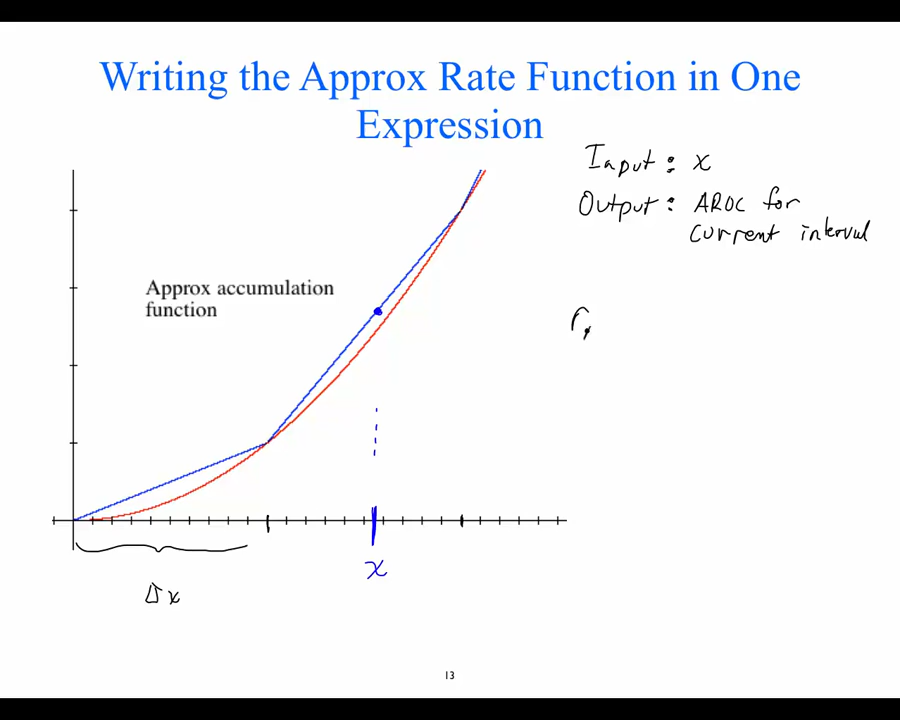 Writing the Approx Rate Function in One
Expression
Input : x
Output : AROC for
current interval
Approx accumulation
function
r
x
Δx
13